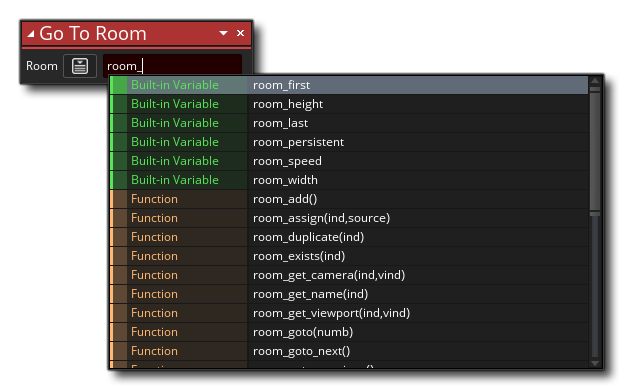 Go To Room
Room room_
Built-in Variable room_first
Built-in Variable room_height
Built-in Variable room_last
Built-in Variable room_persistent
Built-in Variable room_speed
Built-in Variable room_width
Function room_add()
Function room_assign(ind,source)
Function room_duplicate(ind)
Function room_exists(ind)
Function room_get_camera(ind,vind)
Function room_get_name(ind)
Function room_get_viewport(ind,vind)
Function room_goto(numb)
Function room_goto_next()